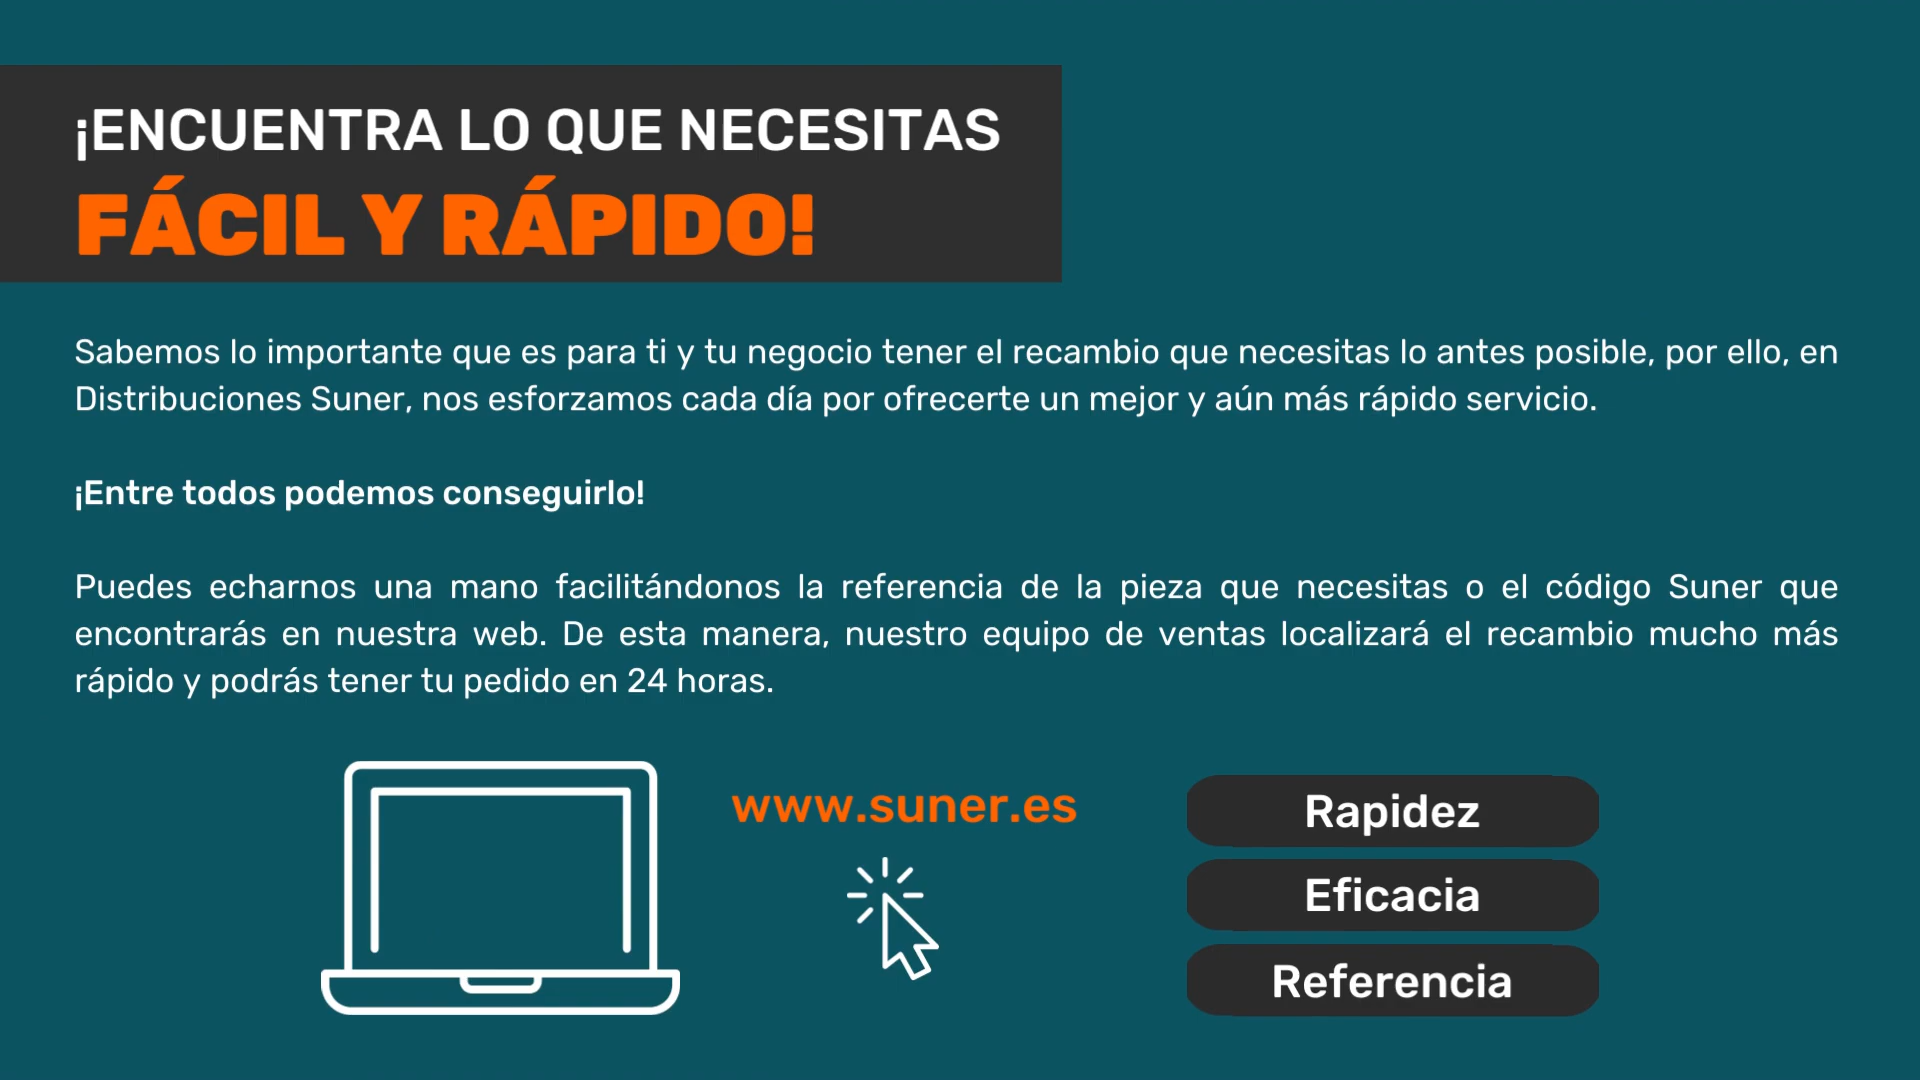 ¡ENCUENTRA LO QUE NECESITAS
FÁCIL Y RÁPIDO!
Sabemos lo importante que es para ti y tu negocio tener el recambio que necesitas lo antes posible, por ello, en
Distribuciones Suner, nos esforzamos cada día por ofrecerte un mejor y aún más rápido servicio.
¡Entre todos podemos conseguirlo!
Puedes echarnos una mano facilitándonos la referencia de la pieza que necesitas o el código Suner que
encontrarás en nuestra web. De esta manera, nuestro equipo de ventas localizará el recambio mucho más
rápido y podrás tener tu pedido en 24 horas.
www.suner.es
Rapidez
Eficacia
Referencia